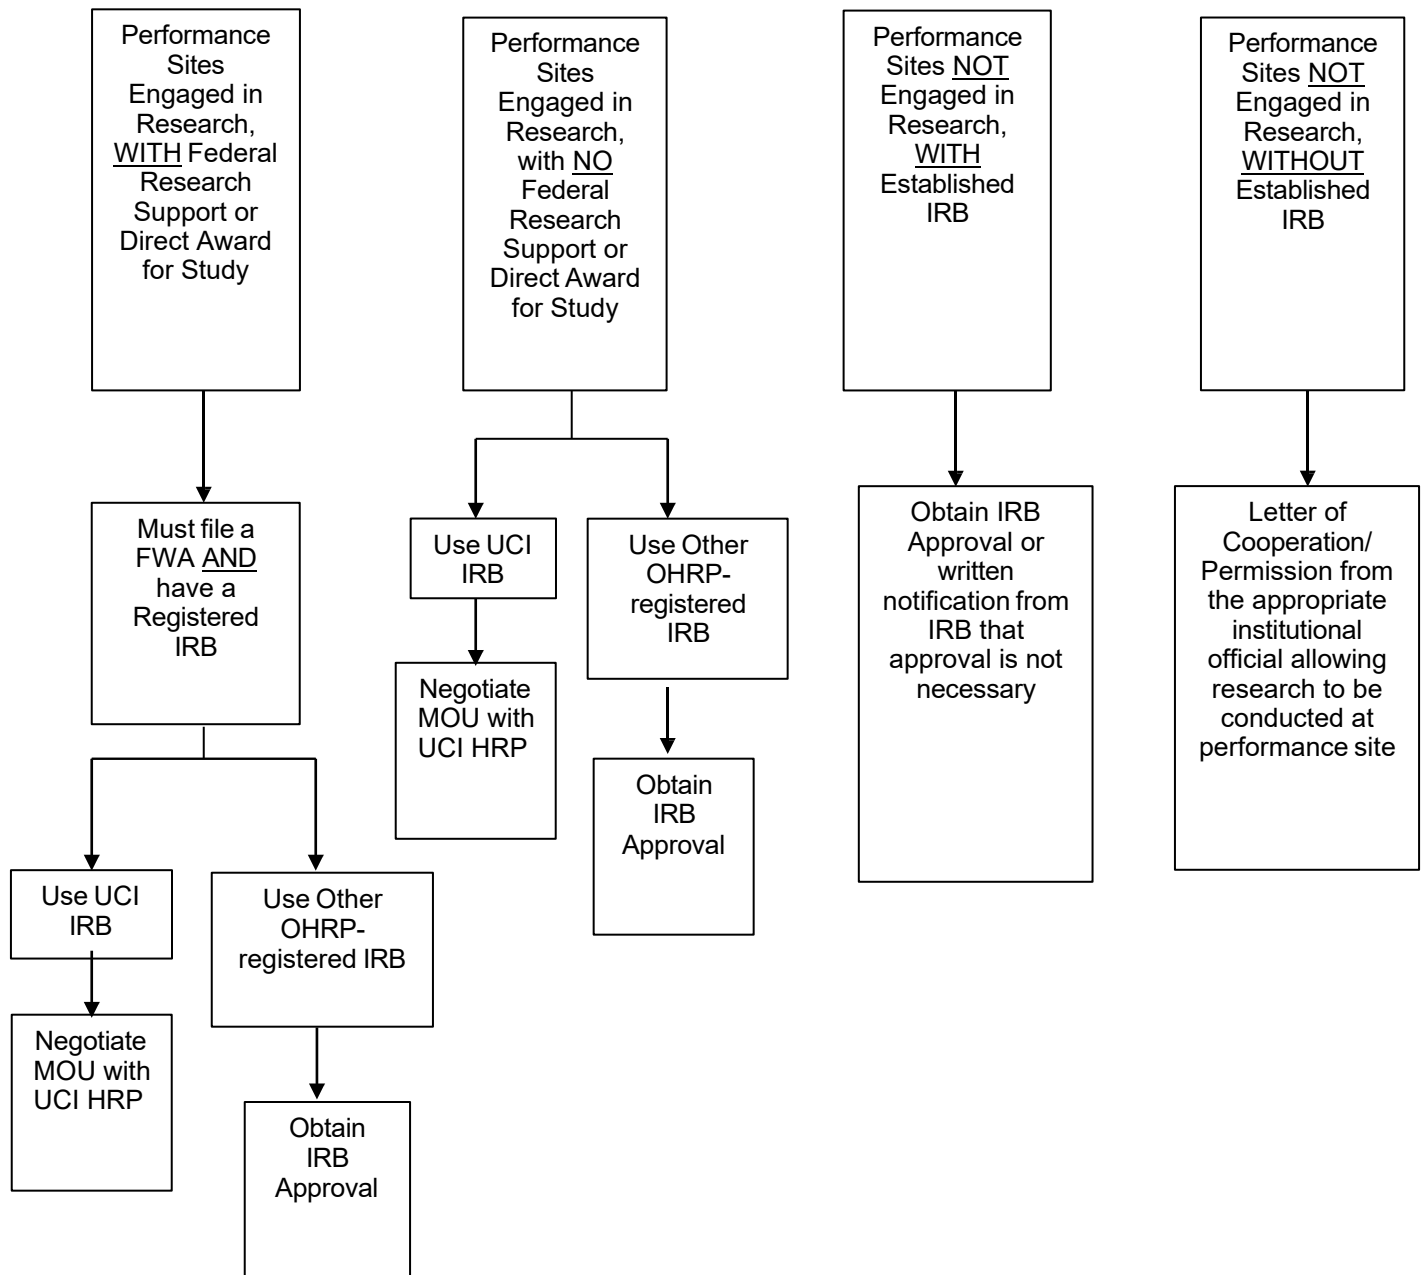 Performance
Sites
Engaged in
Research,
WITH Federal
Research
Support or
Direct Award
for Study
Performance
Sites
Engaged in
Research,
with NO
Federal
Research
Support or
Direct Award
for Study
Performance
Sites NOT
Engaged in
Research,
WITH
Established
IRB
Performance
Sites NOT
Engaged in
Research,
WITHOUT
Established
IRB
Must file a
FWA AND
have a
Registered
IRB
Use UCI
IRB
Negotiate
MOU with
UCI HRP
Use Other
OHRP-
registered IRB
Obtain
IRB
Approval
Use UCI
IRB
Negotiate
MOU with
UCI HRP
Use Other
OHRP-
registered
IRB
Obtain
IRB
Approval
Obtain IRB
Approval or
written
notification from
IRB that
approval is not
necessary
Letter of
Cooperation/
Permission from
the appropriate
institutional
official allowing
research to be
conducted at
performance site